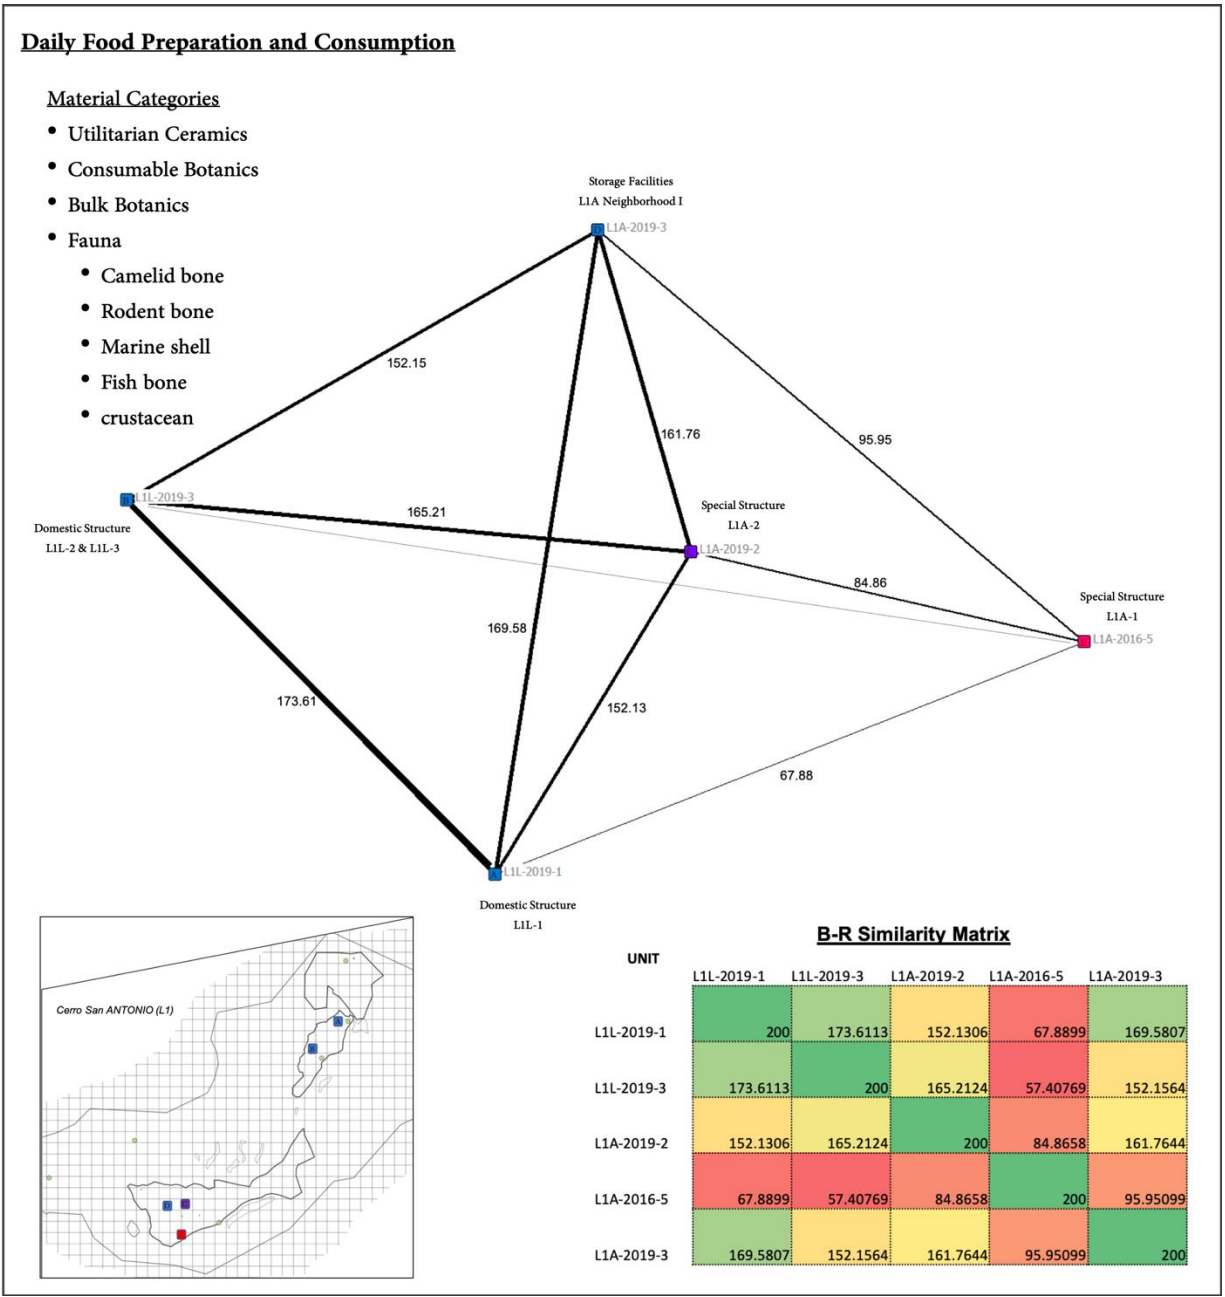 Daily Food Preparation and Consumption
Material Categories
• Utilitarian Ceramics
• Consumable Botanics
• Bulk Botanics
• Fauna
• Camelid bone
• Rodent bone
• Marine shell
• Fish bone
• crustacean
Storage Facilities
L1A Neighborhood I
D L1A-2019-3
152.15
161.76
95.95
L1L-2019-3
Domestic Structure
L1L-2 & L1L-3
165.21
Special Structure
L1A-2
L1A-2019-2
84.86
Special Structure
L1A-1
L1A-2016-5
169.58
173.61
152.13
67.88
A L1L-2019-1
Domestic Structure
L1L-1
Cerro San ANTONIO (L1)
A
B
D C
B-R Similarity Matrix
UNIT
L1L-2019-1 L1L-2019-3 L1A-2019-2 L1A-2016-5 L1A-2019-3
L1L-2019-1 200 173.6113 152.1306 67.8899 169.5807
L1L-2019-3 173.6113 200 165.2124 57.40769 152.1564
L1A-2019-2 152.1306 165.2124 200 84.8658 161.7644
L1A-2016-5 67.8899 57.40769 84.8658 200 95.95099
L1A-2019-3 169.5807 152.1564 161.7644 95.95099 200